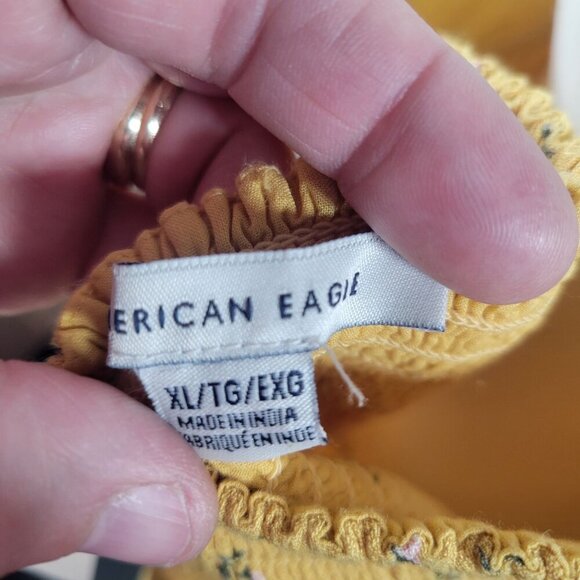 ERICAN EAGLE
XL/TG/EXG
MADE IN INDIA
FABRIQUÉ EN INDE